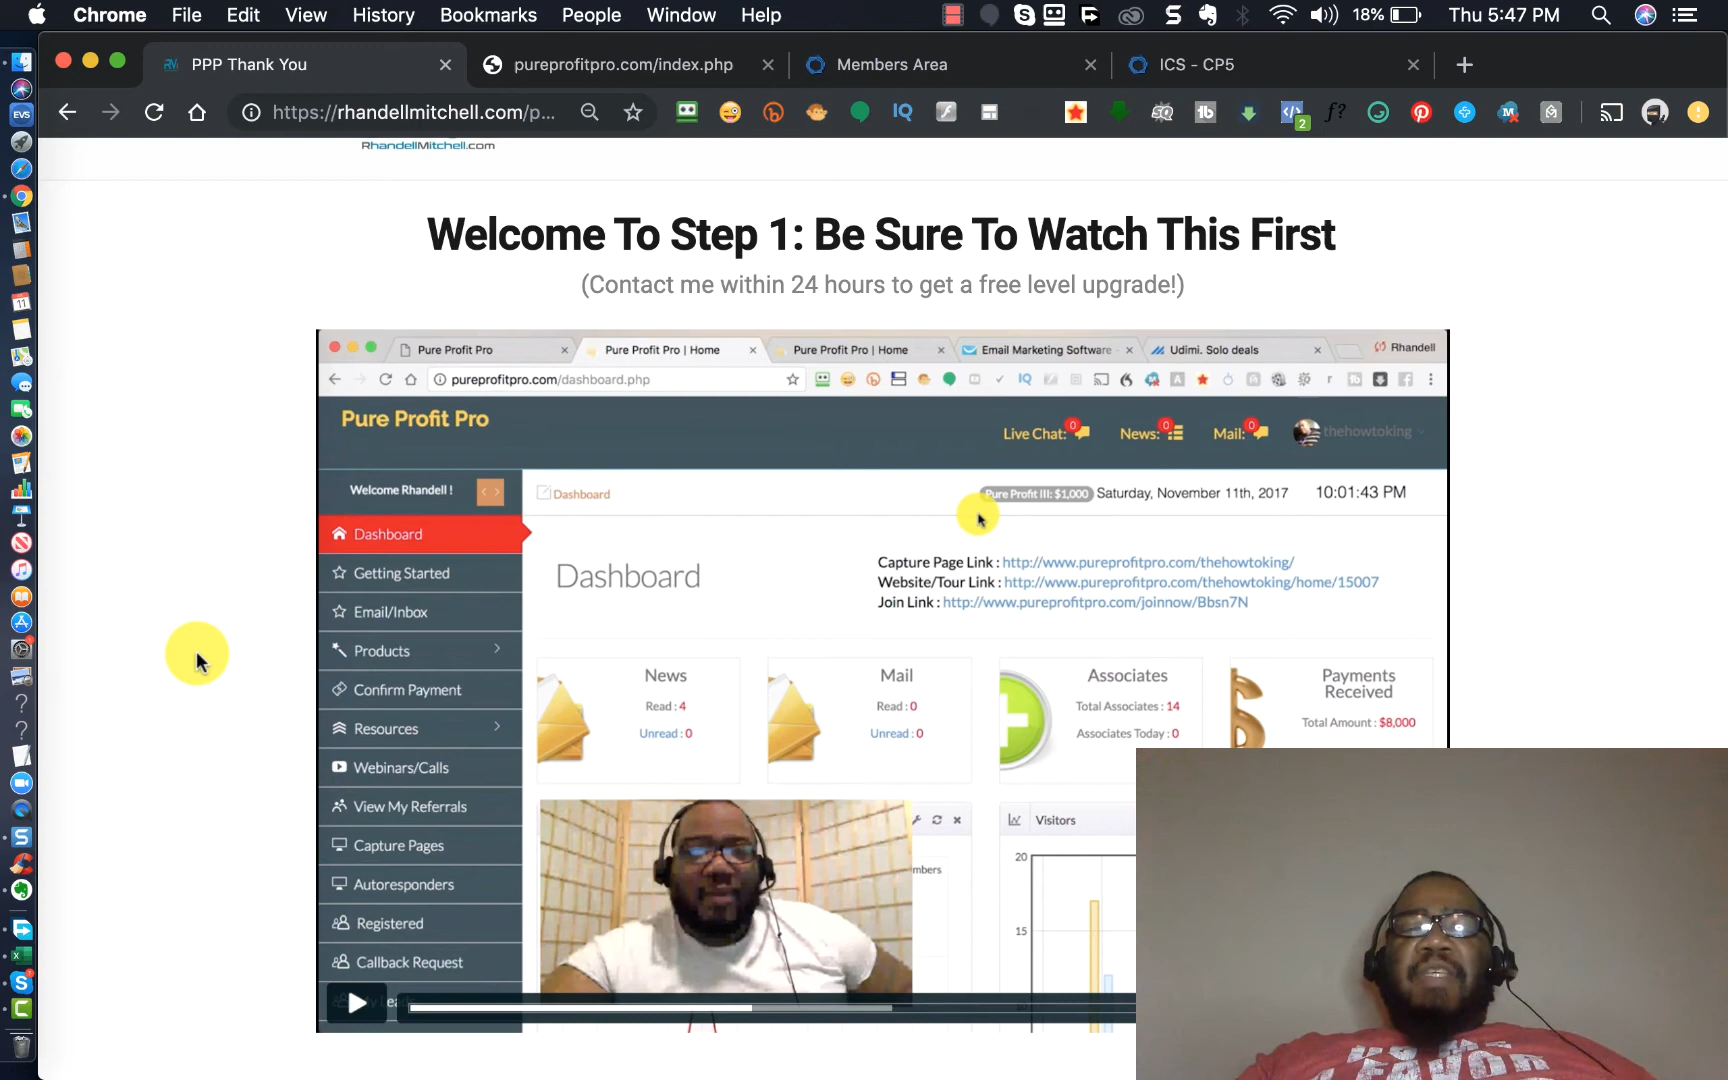 Chrome File Edit View History Bookmarks People Window Help
18% Thu 5:47 PM
PPP Thank You
pureprofitpro.com/index.php
Members Area
ICS - CP5
https://rhandellmitchell.com/p...
RhandellMitchell.com
Welcome To Step 1: Be Sure To Watch This First
(Contact me within 24 hours to get a free level upgrade!)
Pure Profit Pro
Pure Profit Pro | Home
Pure Profit Pro | Home
Email Marketing Software
Udimi. Solo deals
Rhandell
pureprofitpro.com/dashboard.php
Pure Profit Pro
Live Chat: 0
News: 0
Mail: 0
thehowtoking
Welcome Rhandell !
Dashboard
Pure Profit III: $1,000
Saturday, November 11th, 2017
10:01:43 PM
Dashboard
Getting Started
Email/Inbox
Products
Confirm Payment
Resources
Webinars/Calls
View My Referrals
Capture Pages
Autoresponders
Registered
Callback Request
Dashboard
Capture Page Link : http://www.pureprofitpro.com/thehowtoking/
Website/Tour Link : http://www.pureprofitpro.com/thehowtoking/home/15007
Join Link : http://www.pureprofitpro.com/joinnow/Bbsn7N
News
Read : 4
Unread : 0
Mail
Read : 0
Unread : 0
Associates
Total Associates : 14
Associates Today : 0
Payments
Received
Total Amount : $8,000
mbers
Visitors
20
15